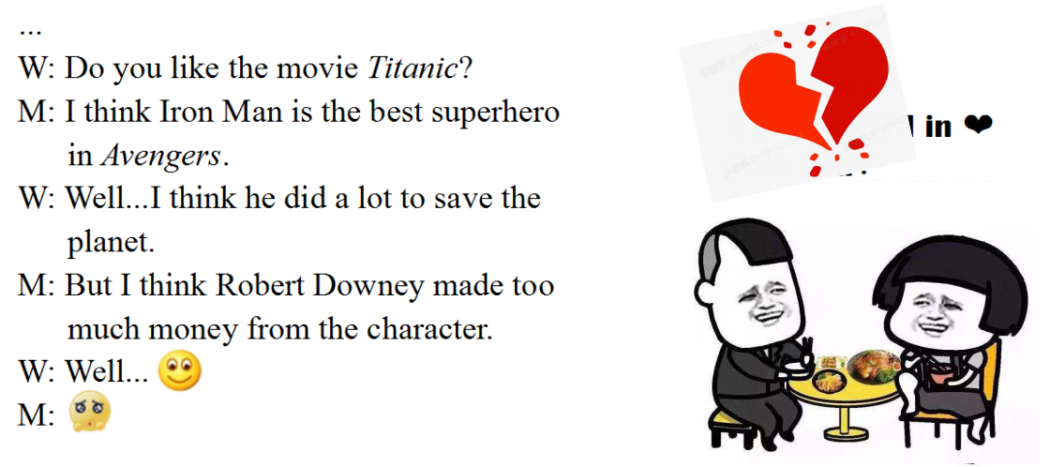 ...
W: Do you like the movie Titanic?
M: I think Iron Man is the best superhero
in Avengers.
W: Well...I think he did a lot to save the
planet.
M: But I think Robert Downey made too
much money from the character.
W: Well...
M:
in ❤